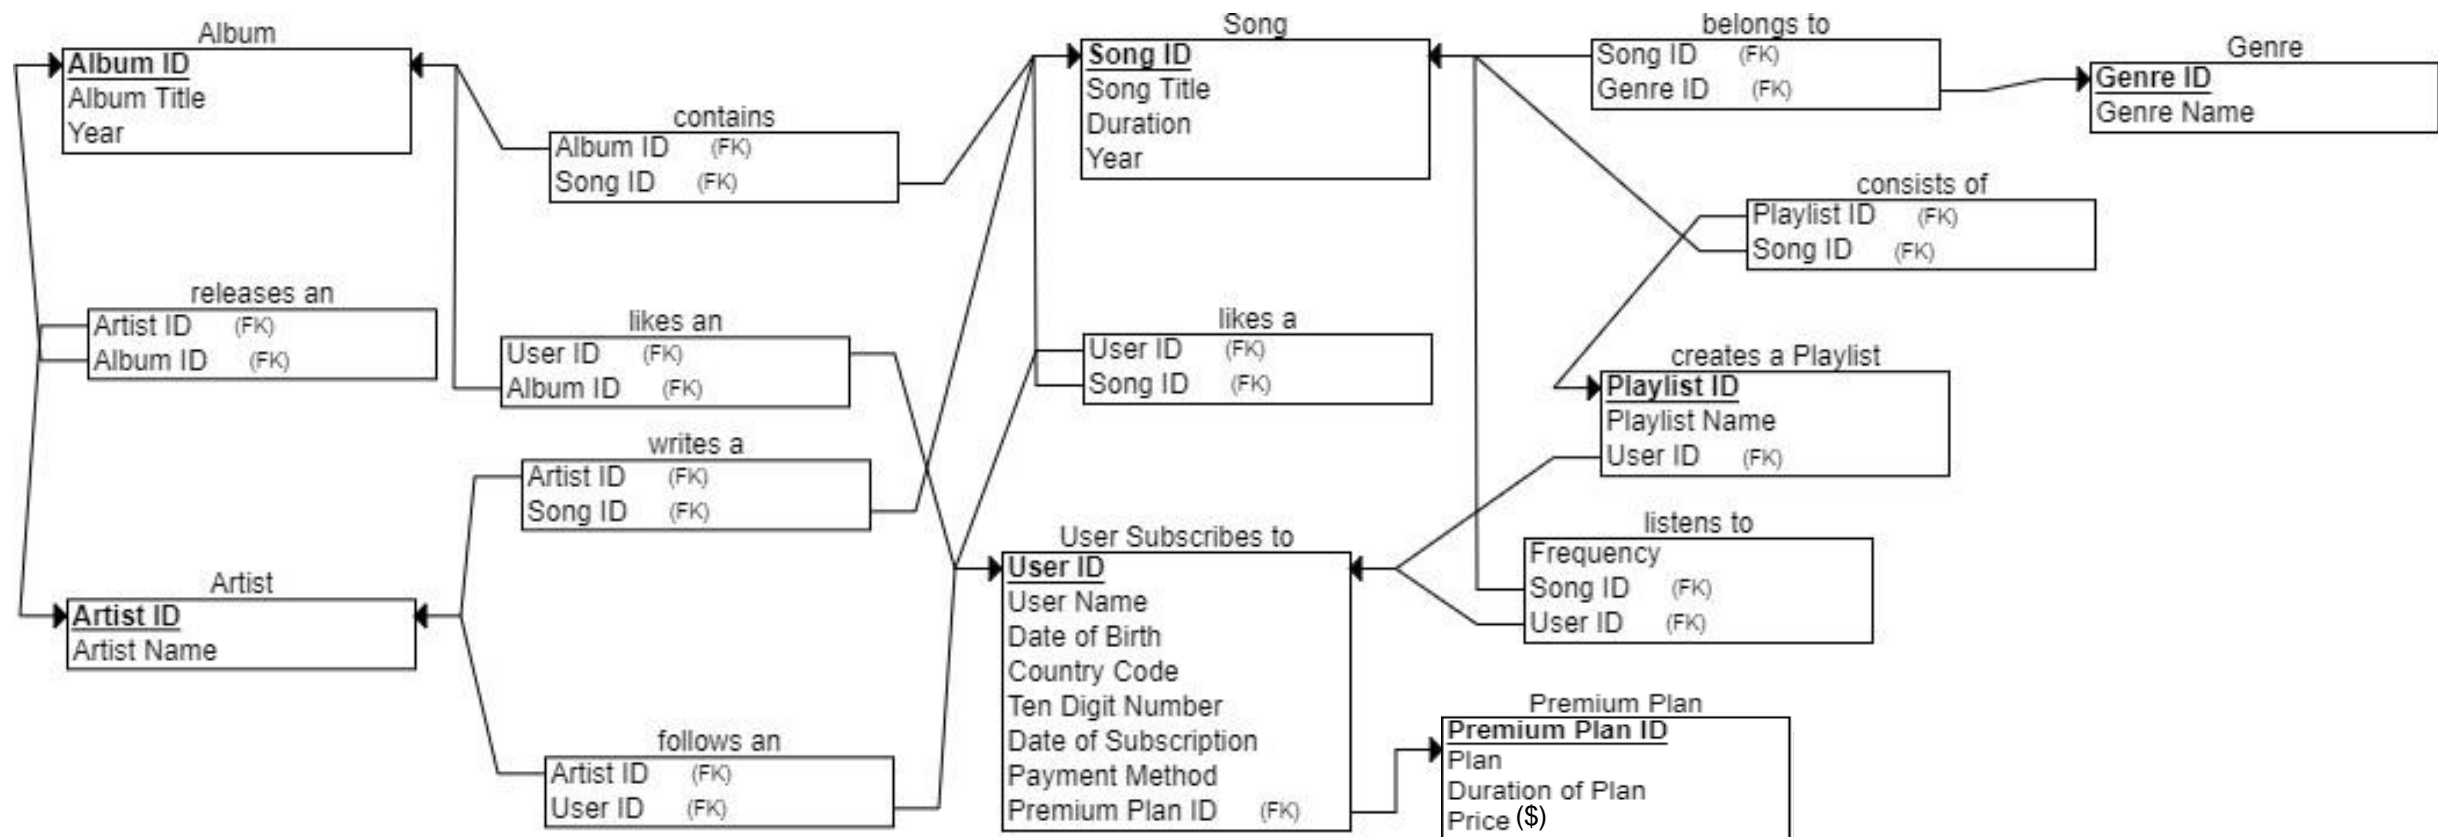 Album
Album ID
Album Title
Year
contains
Album ID (FK)
Song ID (FK)
Song
Song ID
Song Title
Duration
Year
belongs to
Song ID (FK)
Genre ID (FK)
Genre
Genre ID
Genre Name
consists of
Playlist ID (FK)
Song ID (FK)
releases an
Artist ID (FK)
Album ID (FK)
likes an
User ID (FK)
Album ID (FK)
likes a
User ID (FK)
Song ID (FK)
creates a Playlist
Playlist ID
Playlist Name
User ID (FK)
writes a
Artist ID (FK)
Song ID (FK)
listens to
Frequency
Song ID (FK)
User ID (FK)
Artist
Artist ID
Artist Name
User Subscribes to
User ID
User Name
Date of Birth
Country Code
Ten Digit Number
Date of Subscription
Payment Method
Premium Plan ID (FK)
follows an
Artist ID (FK)
User ID (FK)
Premium Plan
Premium Plan ID
Plan
Duration of Plan
Price ($)